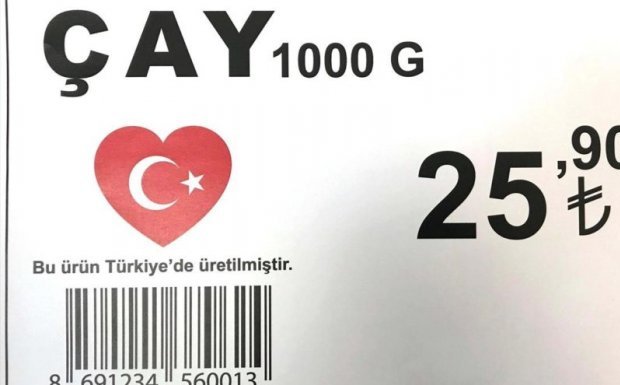 ÇAY 1000 G
25,90 ₺
Bu ürün Türkiye'de üretilmiştir.
8 691234 560013